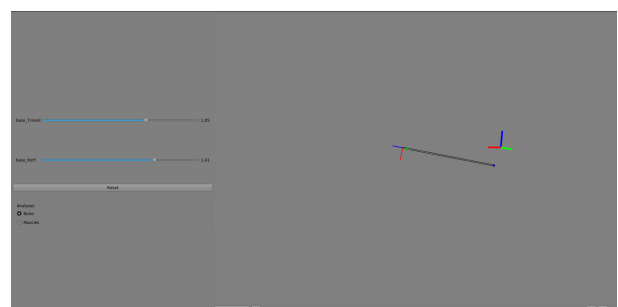 base_TransX 1.05
base_RotY 1.41
Reset
Analyses
None
Muscles